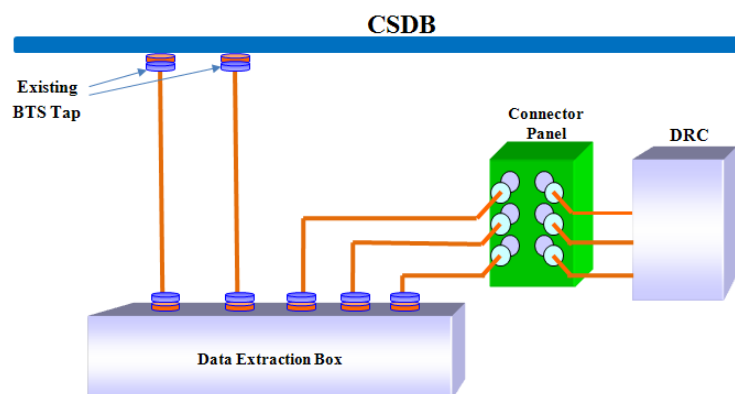 CSDB
Existing
BTS Tap
Connector
Panel
DRC
Data Extraction Box